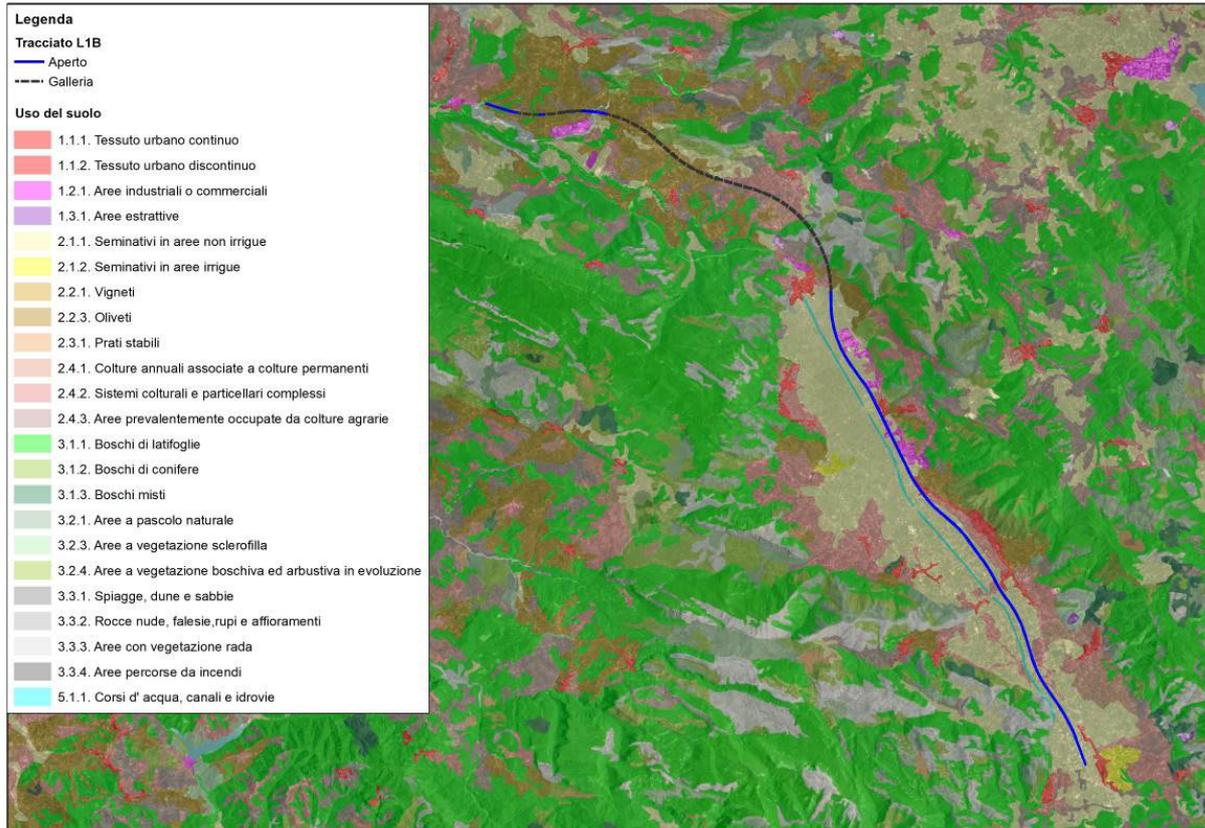 Legenda
Tracciato L1B
Aperto
Galleria
Uso del suolo
1.1.1. Tessuto urbano continuo
1.1.2. Tessuto urbano discontinuo
1.2.1. Aree industriali o commerciali
1.3.1. Aree estrattive
2.1.1. Seminativi in aree non irrigue
2.1.2. Seminativi in aree irrigue
2.2.1. Vigneti
2.2.3. Oliveti
2.3.1. Prati stabili
2.4.1. Colture annuali associate a colture permanenti
2.4.2. Sistemi colturali e particellari complessi
2.4.3. Aree prevalentemente occupate da colture agrarie
3.1.1. Boschi di latifoglie
3.1.2. Boschi di conifere
3.1.3. Boschi misti
3.2.1. Aree a pascolo naturale
3.2.3. Aree a vegetazione sclerofilla
3.2.4. Aree a vegetazione boschiva ed arbustiva in evoluzione
3.3.1. Spiagge, dune e sabbie
3.3.2. Rocce nude, falesie,rupi e affioramenti
3.3.3. Aree con vegetazione rada
3.3.4. Aree percorse da incendi
5.1.1. Corsi d' acqua, canali e idrovie